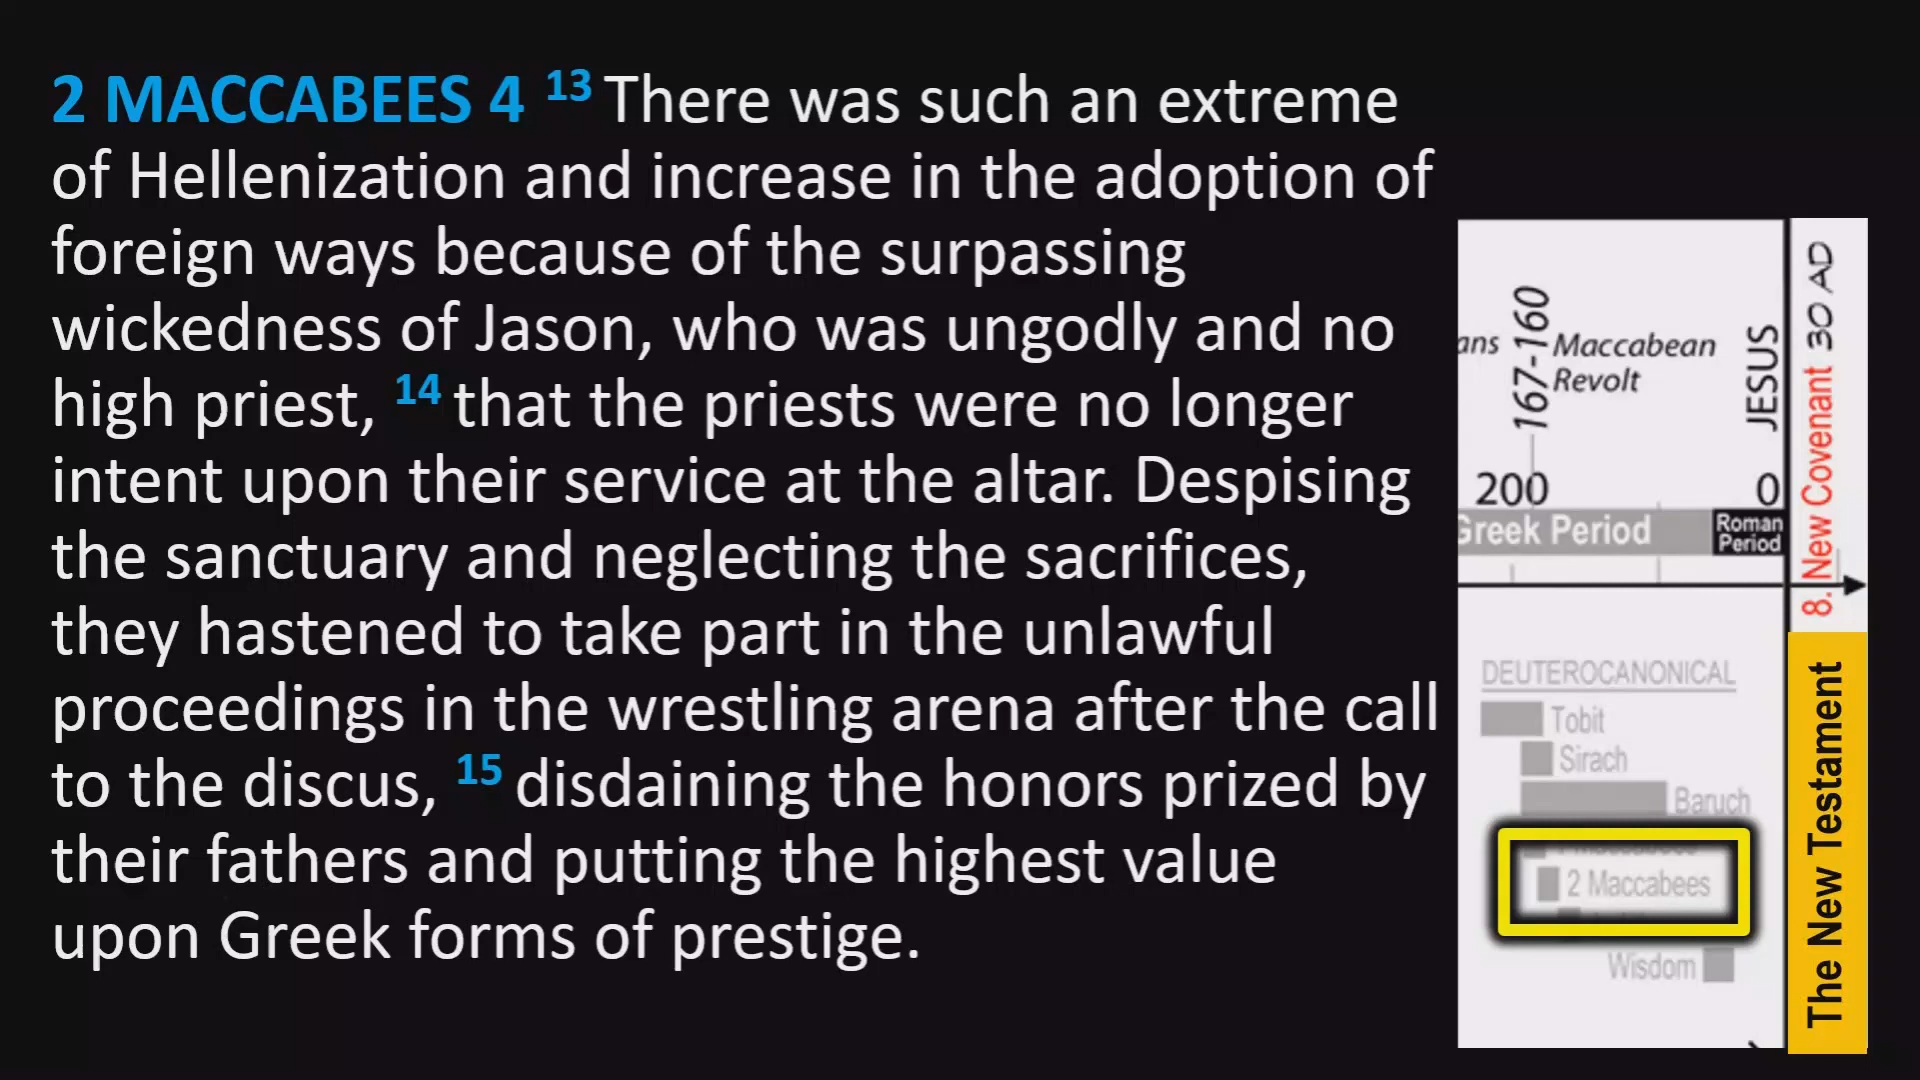 2 MACCABEES 4 13 There was such an extreme
of Hellenization and increase in the adoption of
foreign ways because of the surpassing
wickedness of Jason, who was ungodly and no
high priest, 14 that the priests were no longer
intent upon their service at the altar. Despising
the sanctuary and neglecting the sacrifices,
they hastened to take part in the unlawful
proceedings in the wrestling arena after the call
to the discus, 15 disdaining the honors prized by
their fathers and putting the highest value
upon Greek forms of prestige.
ans
167-160
Maccabean
Revolt
JESUS
200
0
Greek Period
Roman
Period
8. New Covenant 30 AD
DEUTEROCANONICAL
Tobit
Sirach
Baruch
2 Maccabees
Wisdom
The New Testament